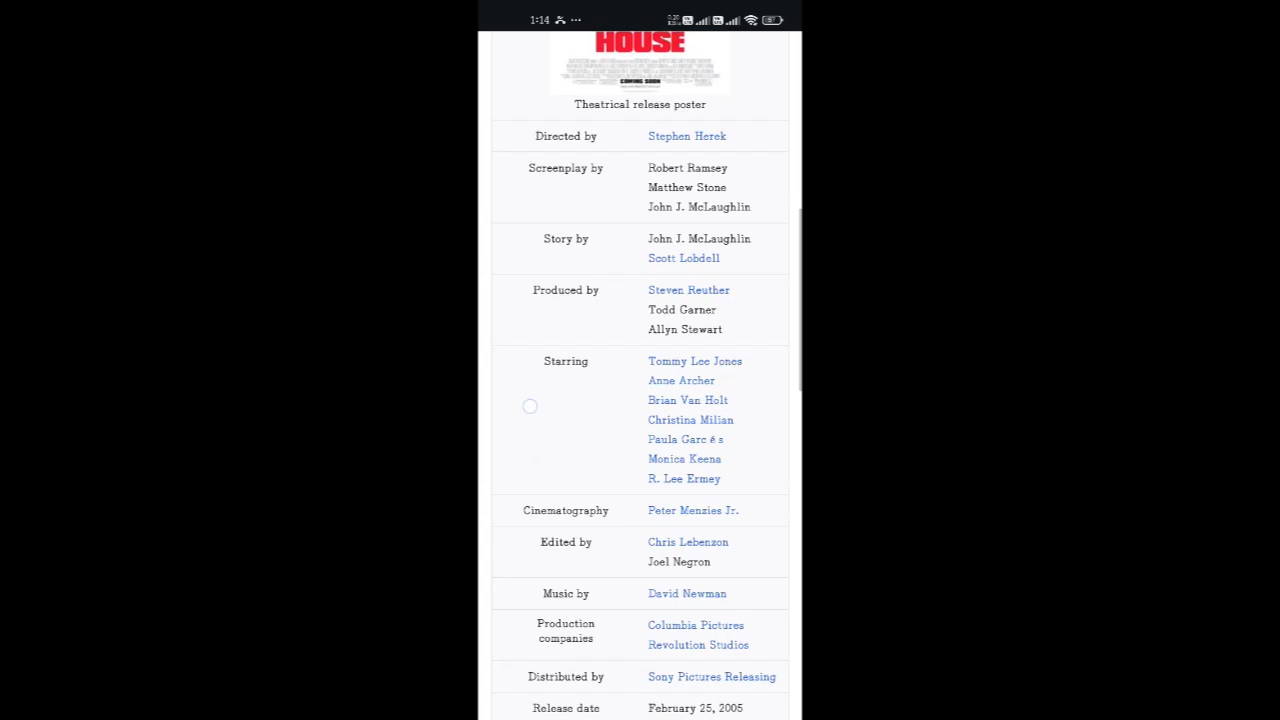 1:14 ...
HOUSE
COMING SOON
Theatrical release poster
Directed by Stephen Herek
Screenplay by Robert Ramsey
Matthew Stone
John J. McLaughlin
Story by John J. McLaughlin
Scott Lobdell
Produced by Steven Reuther
Todd Garner
Allyn Stewart
Starring Tommy Lee Jones
Anne Archer
Brian Van Holt
Christina Milian
Paula Garc é s
Monica Keena
R. Lee Ermey
Cinematography Peter Menzies Jr.
Edited by Chris Lebenzon
Joel Negron
Music by David Newman
Production Columbia Pictures
companies Revolution Studios
Distributed by Sony Pictures Releasing
Release date February 25, 2005